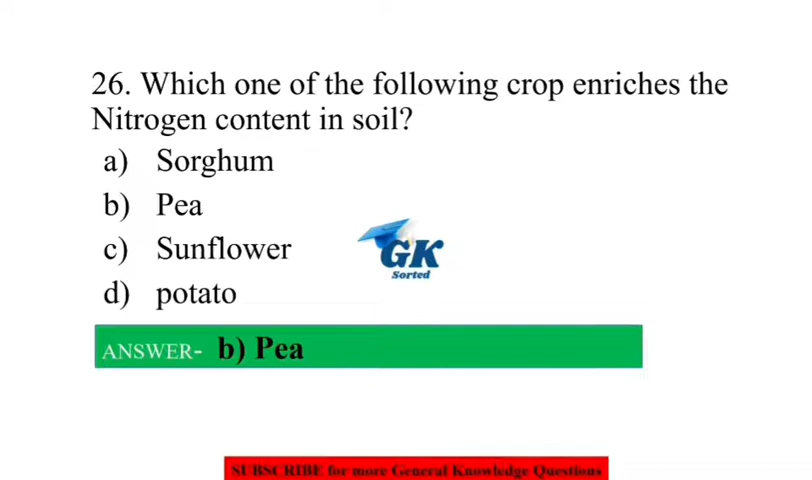 26. Which one of the following crop enriches the
Nitrogen content in soil?
a) Sorghum
b) Pea
c) Sunflower
d) potato
GK
Sorted
ANSWER- b) Pea
SUBSCRIBE for more General Knowledge Questions